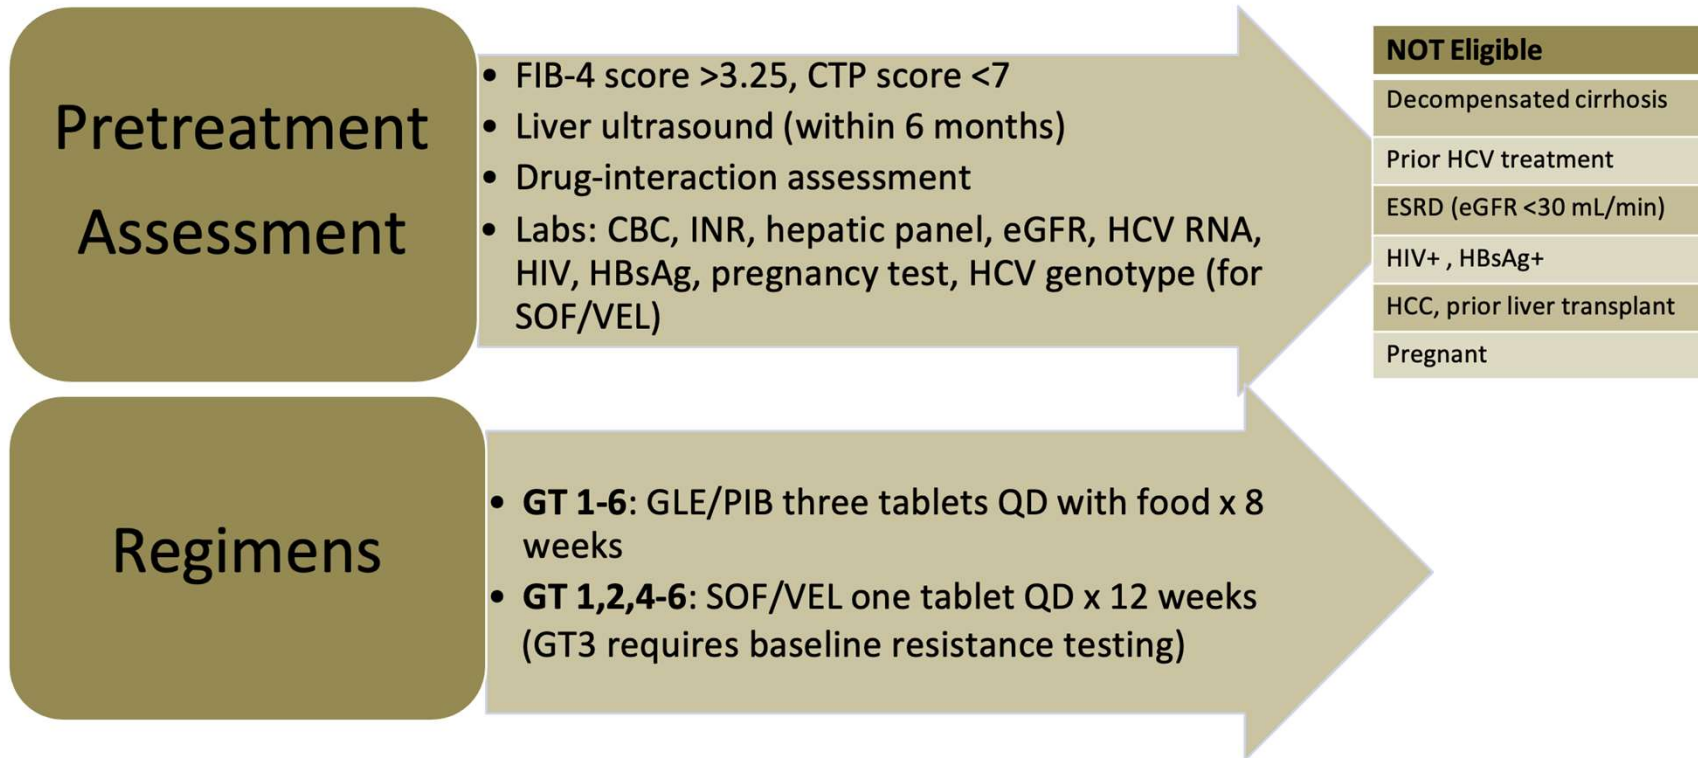 Pretreatment
Assessment
• FIB-4 score >3.25, CTP score <7
• Liver ultrasound (within 6 months)
• Drug-interaction assessment
• Labs: CBC, INR, hepatic panel, eGFR, HCV RNA,
HIV, HBsAg, pregnancy test, HCV genotype (for
SOF/VEL)
NOT Eligible
Decompensated cirrhosis
Prior HCV treatment
ESRD (eGFR <30 mL/min)
HIV+ , HBsAg+
HCC, prior liver transplant
Pregnant
Regimens
• GT 1-6: GLE/PIB three tablets QD with food x 8
weeks
• GT 1,2,4-6: SOF/VEL one tablet QD x 12 weeks
(GT3 requires baseline resistance testing)